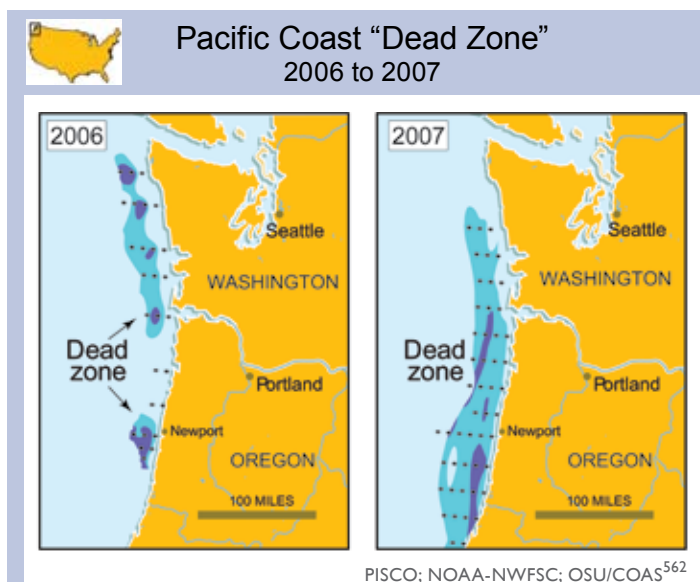 Pacific Coast “Dead Zone”
2006 to 2007
2006
Seattle
WASHINGTON
Dead
zone
Portland
Newport
OREGON
100 MILES
2007
Seattle
WASHINGTON
Dead
zone
Portland
Newport
OREGON
100 MILES
PISCO; NOAA-NWFSC; OSU/COAS562